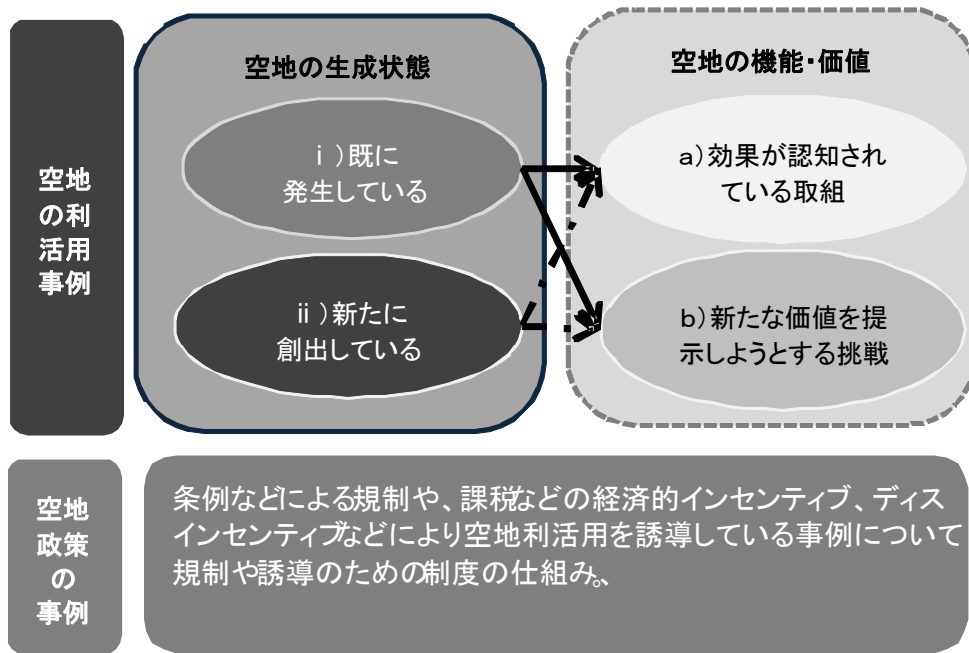 空地
の利
活用
事例
空地の生成状態
ⅰ)既に
発生している
ⅱ)新たに
創出している
空地の機能・価値
a)効果が認知され
ている取組
b)新たな価値を提
示しようとする挑戦
空地
政策
の
事例
条例などによる規制や、課税などの経済的インセンティブ、ディス
インセンティブなどにより空地利活用を誘導している事例について
規制や誘導のための制度の仕組み。、